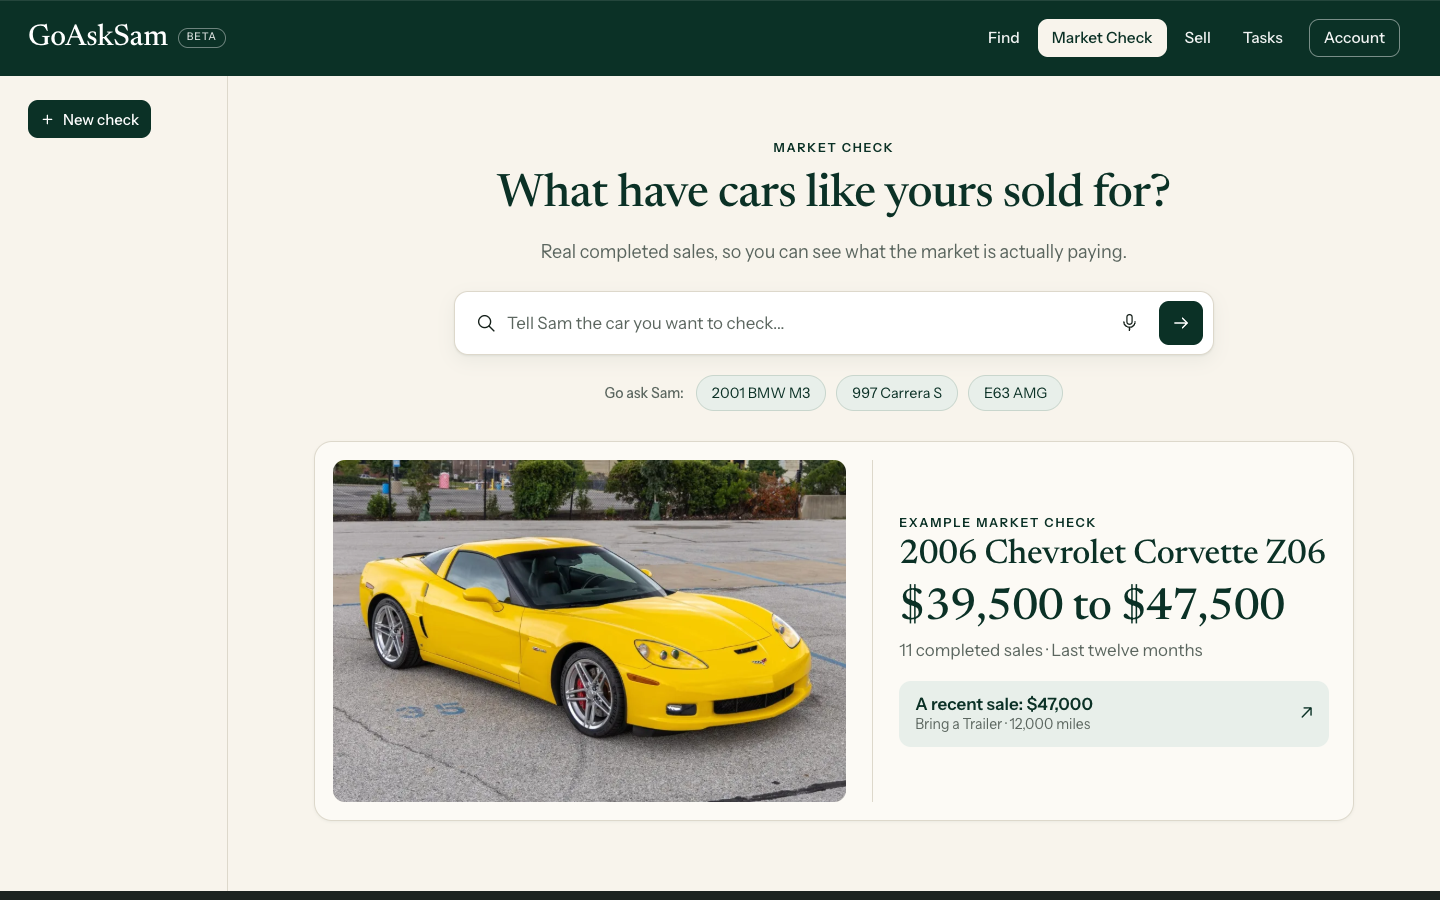 GoAskSam BETA
Find Market Check Sell Tasks Account
+ New check
MARKET CHECK
What have cars like yours sold for?
Real completed sales, so you can see what the market is actually paying.
Tell Sam the car you want to check...
Go ask Sam: 2001 BMW M3 997 Carrera S E63 AMG
35
EXAMPLE MARKET CHECK
2006 Chevrolet Corvette Z06
$39,500 to $47,500
11 completed sales · Last twelve months
A recent sale: $47,000
Bring a Trailer · 12,000 miles